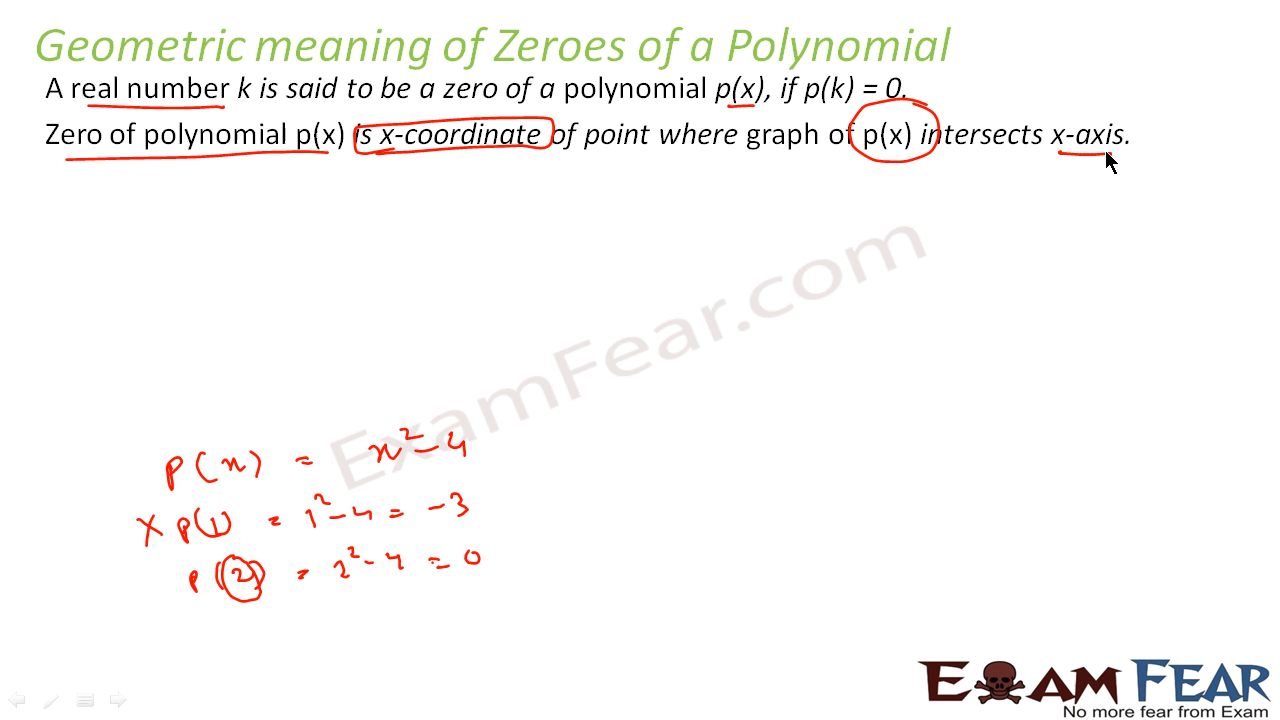 Geometric meaning of Zeroes of a Polynomial
A real number k is said to be a zero of a polynomial p(x), if p(k) = 0.
Zero of polynomial p(x) is x-coordinate of point where graph of p(x) intersects x-axis.
ExamFear.com
P(x) = x² - 4
X P(1) = 1² - 4 = -3
P(2) = 2² - 4 = 0
EXAM FEAR
No more fear from Exam